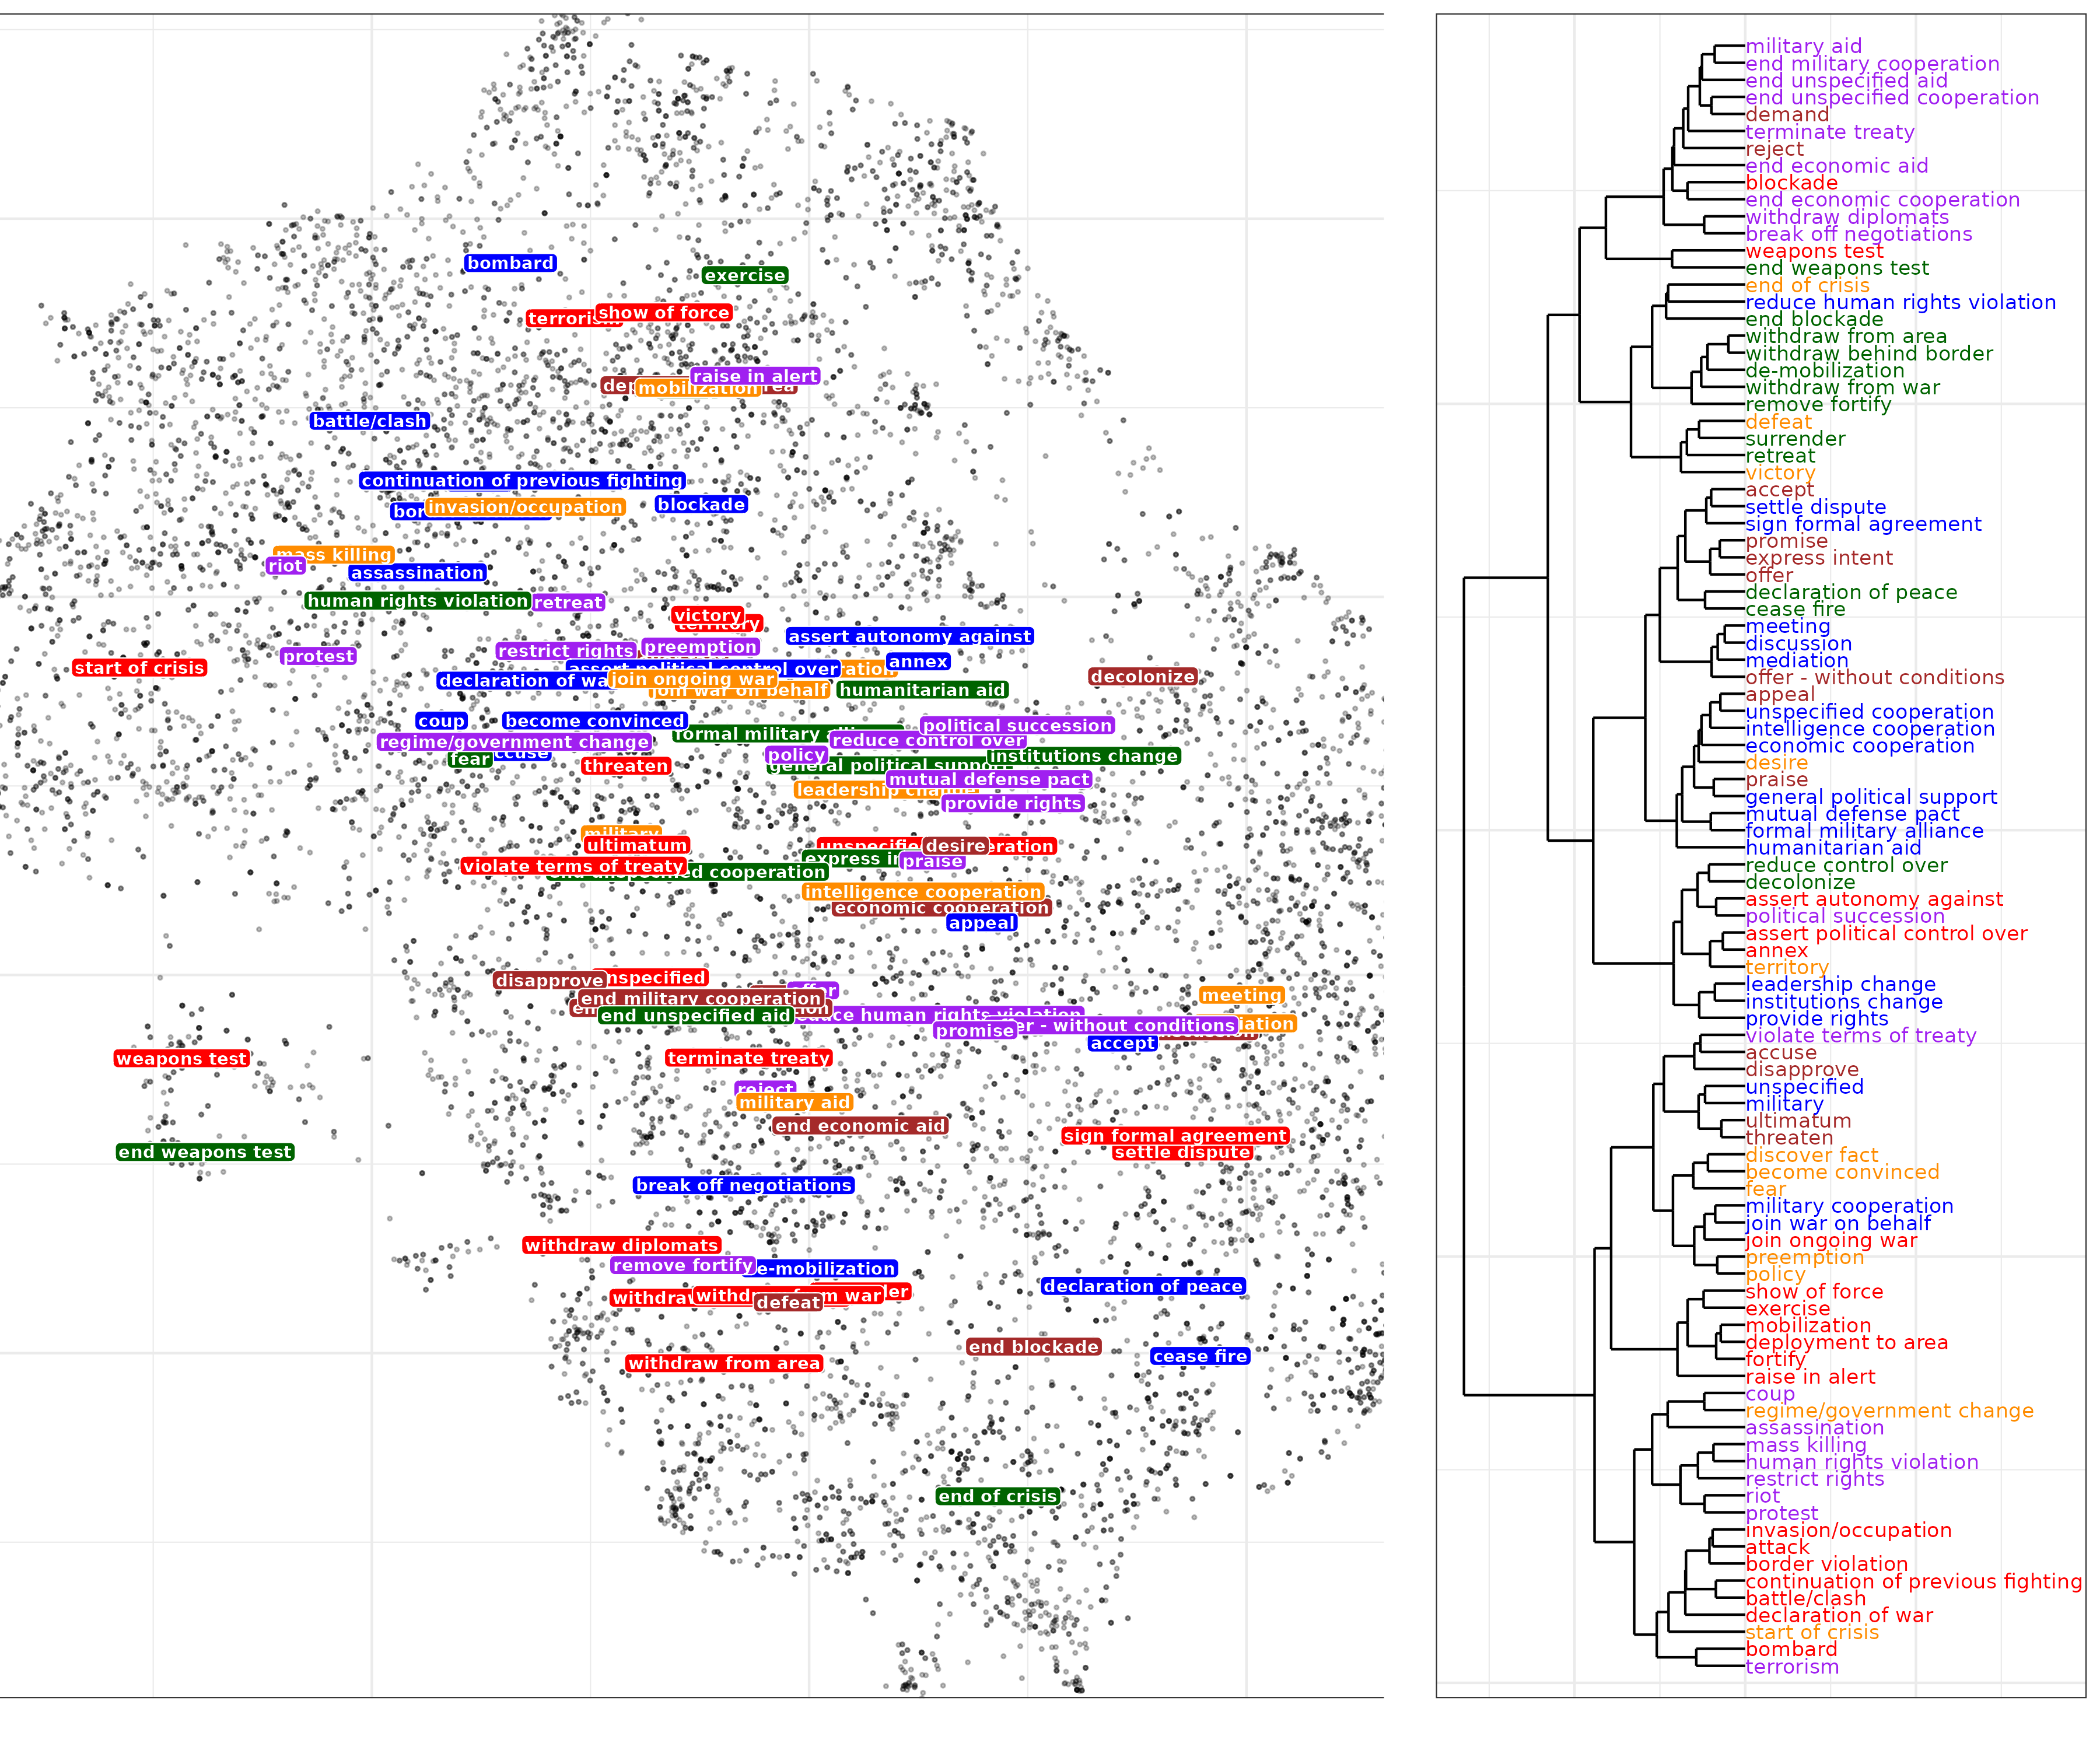 bombard
exercise
terrorism
show of force
raise in alert
mobilization
battle/clash
continuation of previous fighting
invasion/occupation
blockade
mass killing
riot
assassination
human rights violation
retreat
victory
territory
assert autonomy against
restrict rights
preemption
protest
start of crisis
assert political control over
annex
decolonize
declaration of wa
join ongoing war
join war on behalf
humanitarian aid
coup
become convinced
political succession
formal military
reduce control over
regime/government change
fear
threaten
policy
institutions change
general political support
mutual defense pact
leadership change
provide rights
military
ultimatum
desire
violate terms of treaty
praise
cooperation
intelligence cooperation
economic cooperation
appeal
disapprove
unspecified
offer
meeting
end military cooperation
end unspecified aid
reduce human rights violation
promise
- without conditions
accept
weapons test
terminate treaty
reject
military aid
end economic aid
sign formal agreement
settle dispute
end weapons test
break off negotiations
withdraw diplomats
remove fortify
e-mobilization
declaration of peace
defeat
end blockade
cease fire
withdraw from area
end of crisis
military aid
end military cooperation
end unspecified aid
end unspecified cooperation
demand
terminate treaty
reject
end economic aid
blockade
end economic cooperation
withdraw diplomats
break off negotiations
weapons test
end weapons test
end of crisis
reduce human rights violation
end blockade
withdraw from area
withdraw behind border
de-mobilization
withdraw from war
remove fortify
defeat
surrender
retreat
victory
accept
settle dispute
sign formal agreement
promise
express intent
offer
declaration of peace
cease fire
meeting
discussion
mediation
offer - without conditions
appeal
unspecified cooperation
intelligence cooperation
economic cooperation
desire
praise
general political support
mutual defense pact
formal military alliance
humanitarian aid
reduce control over
decolonize
assert autonomy against
political succession
assert political control over
annex
territory
leadership change
institutions change
provide rights
violate terms of treaty
accuse
disapprove
unspecified
military
ultimatum
threaten
discover fact
become convinced
fear
military cooperation
join war on behalf
join ongoing war
preemption
policy
show of force
exercise
mobilization
deployment to area
fortify
raise in alert
coup
regime/government change
assassination
mass killing
human rights violation
restrict rights
riot
protest
invasion/occupation
attack
border violation
continuation of previous fighting
battle/clash
declaration of war
start of crisis
bombard
terrorism